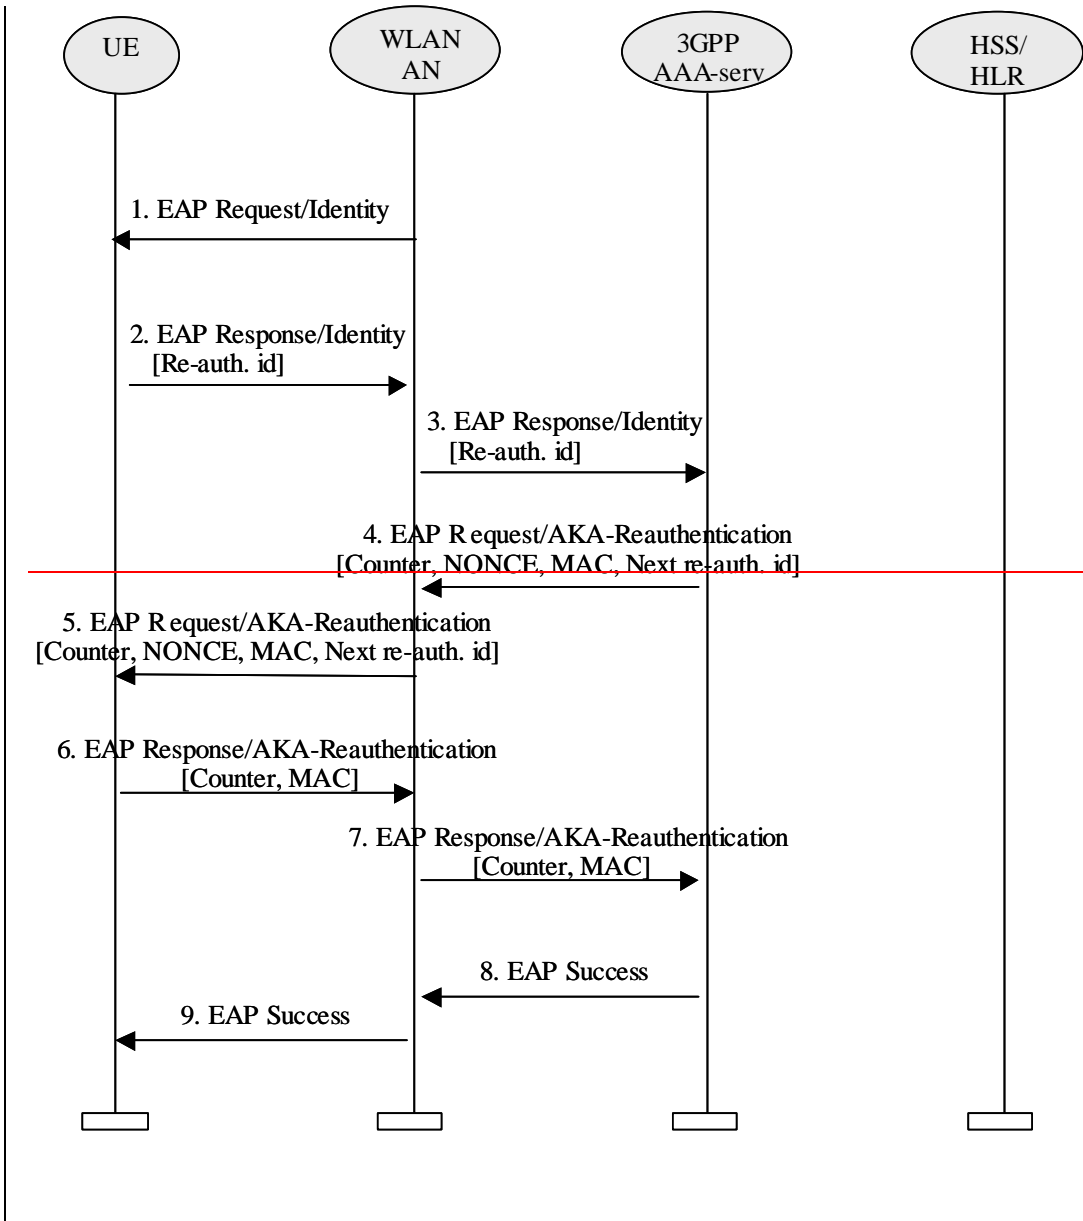 UE
WLAN
AN
3GPP
AAA-serv
HSS/
HLR
1. EAP Request/Identity
2. EAP Response/Identity
[Re-auth. id]
3. EAP Response/Identity
[Re-auth. id]
4. EAP Request/AKA-Reauthentication
[Counter, NONCE, MAC, Next re-auth. id]
5. EAP Request/AKA-Reauthentication
[Counter, NONCE, MAC, Next re-auth. id]
6. EAP Response/AKA-Reauthentication
[Counter, MAC]
7. EAP Response/AKA-Reauthentication
[Counter, MAC]
8. EAP Success
9. EAP Success